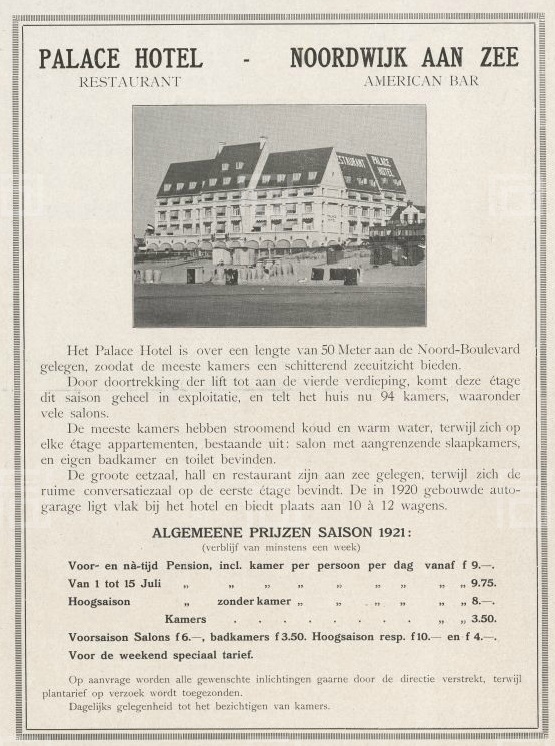 PALACE HOTEL - NOORDWIJK AAN ZEE
RESTAURANT AMERICAN BAR
RESTAURANT PALACE
HOTEL
Het Palace Hotel is over een lengte van 50 Meter aan de Noord-Boulevard
gelegen, zoodat de meeste kamers een schitterend zeeuitzicht bieden.
Door doortrekking der lift tot aan de vierde verdieping, komt deze étage
dit saison geheel in exploitatie, en telt het huis nu 94 kamers, waaronder
vele salons.
De meeste kamers hebben stroomend koud en warm water, terwijl zich op
elke étage appartementen, bestaande uit: salon met aangrenzende slaapkamers,
en eigen badkamer en toilet bevinden.
De groote eetzaal, hall en restaurant zijn aan zee gelegen, terwijl zich de
ruime conversatiezaal op de eerste étage bevindt. De in 1920 gebouwde auto-
garage ligt vlak bij het hotel en biedt plaats aan 10 à 12 wagens.
ALGEMEENE PRIJZEN SAISON 1921:
(verblijf van minstens een week)
Voor- en nà-tijd Pension, incl. kamer per persoon per dag vanaf f 9.—.
Van 1 tot 15 Juli „ „ „ „ „ „ „ „ „ 9.75.
Hoogsaison „ zonder kamer „ „ „ „ „ „ 8.—.
Kamers . . . . . . . . „ „ 3.50.
Voorsaison Salons f 6.—, badkamers f 3.50. Hoogsaison resp. f 10.— en f 4.—.
Voor de weekend speciaal tarief.
Op aanvrage worden alle gewenschte inlichtingen gaarne door de directie verstrekt, terwijl
plantarief op verzoek wordt toegezonden.
Dagelijks gelegenheid tot het bezichtigen van kamers.